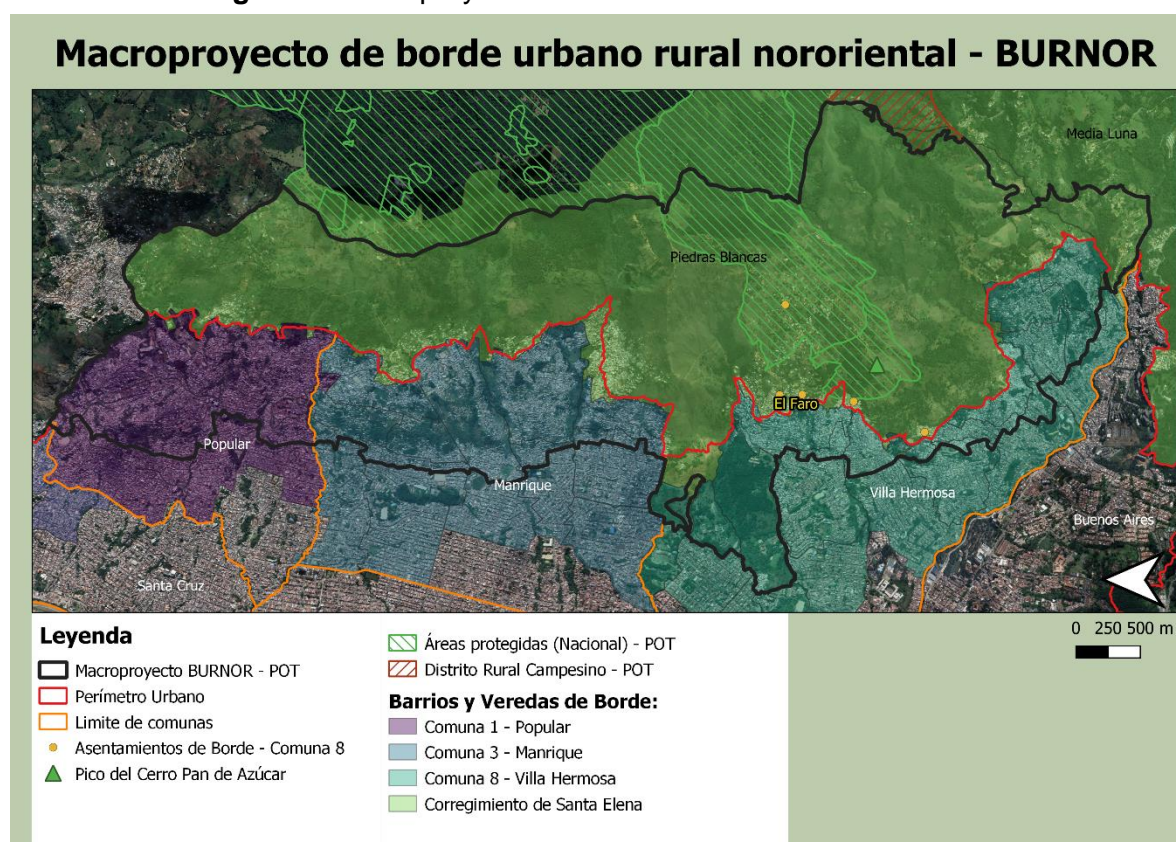 Macroproyecto de borde urbano rural nororiental - BURNOR
Media Luna
Piedras Blancas
El Faro
Popular
Manrique
Villa Hermosa
Buenos Aires
Santa Cruz
0 250 500 m
Leyenda
Macroproyecto BURNOR - POT
Perímetro Urbano
Limite de comunas
Asentamientos de Borde - Comuna 8
Pico del Cerro Pan de Azúcar
Áreas protegidas (Nacional) - POT
Distrito Rural Campesino - POT
Barrios y Veredas de Borde:
Comuna 1 - Popular
Comuna 3 - Manrique
Comuna 8 - Villa Hermosa
Corregimiento de Santa Elena